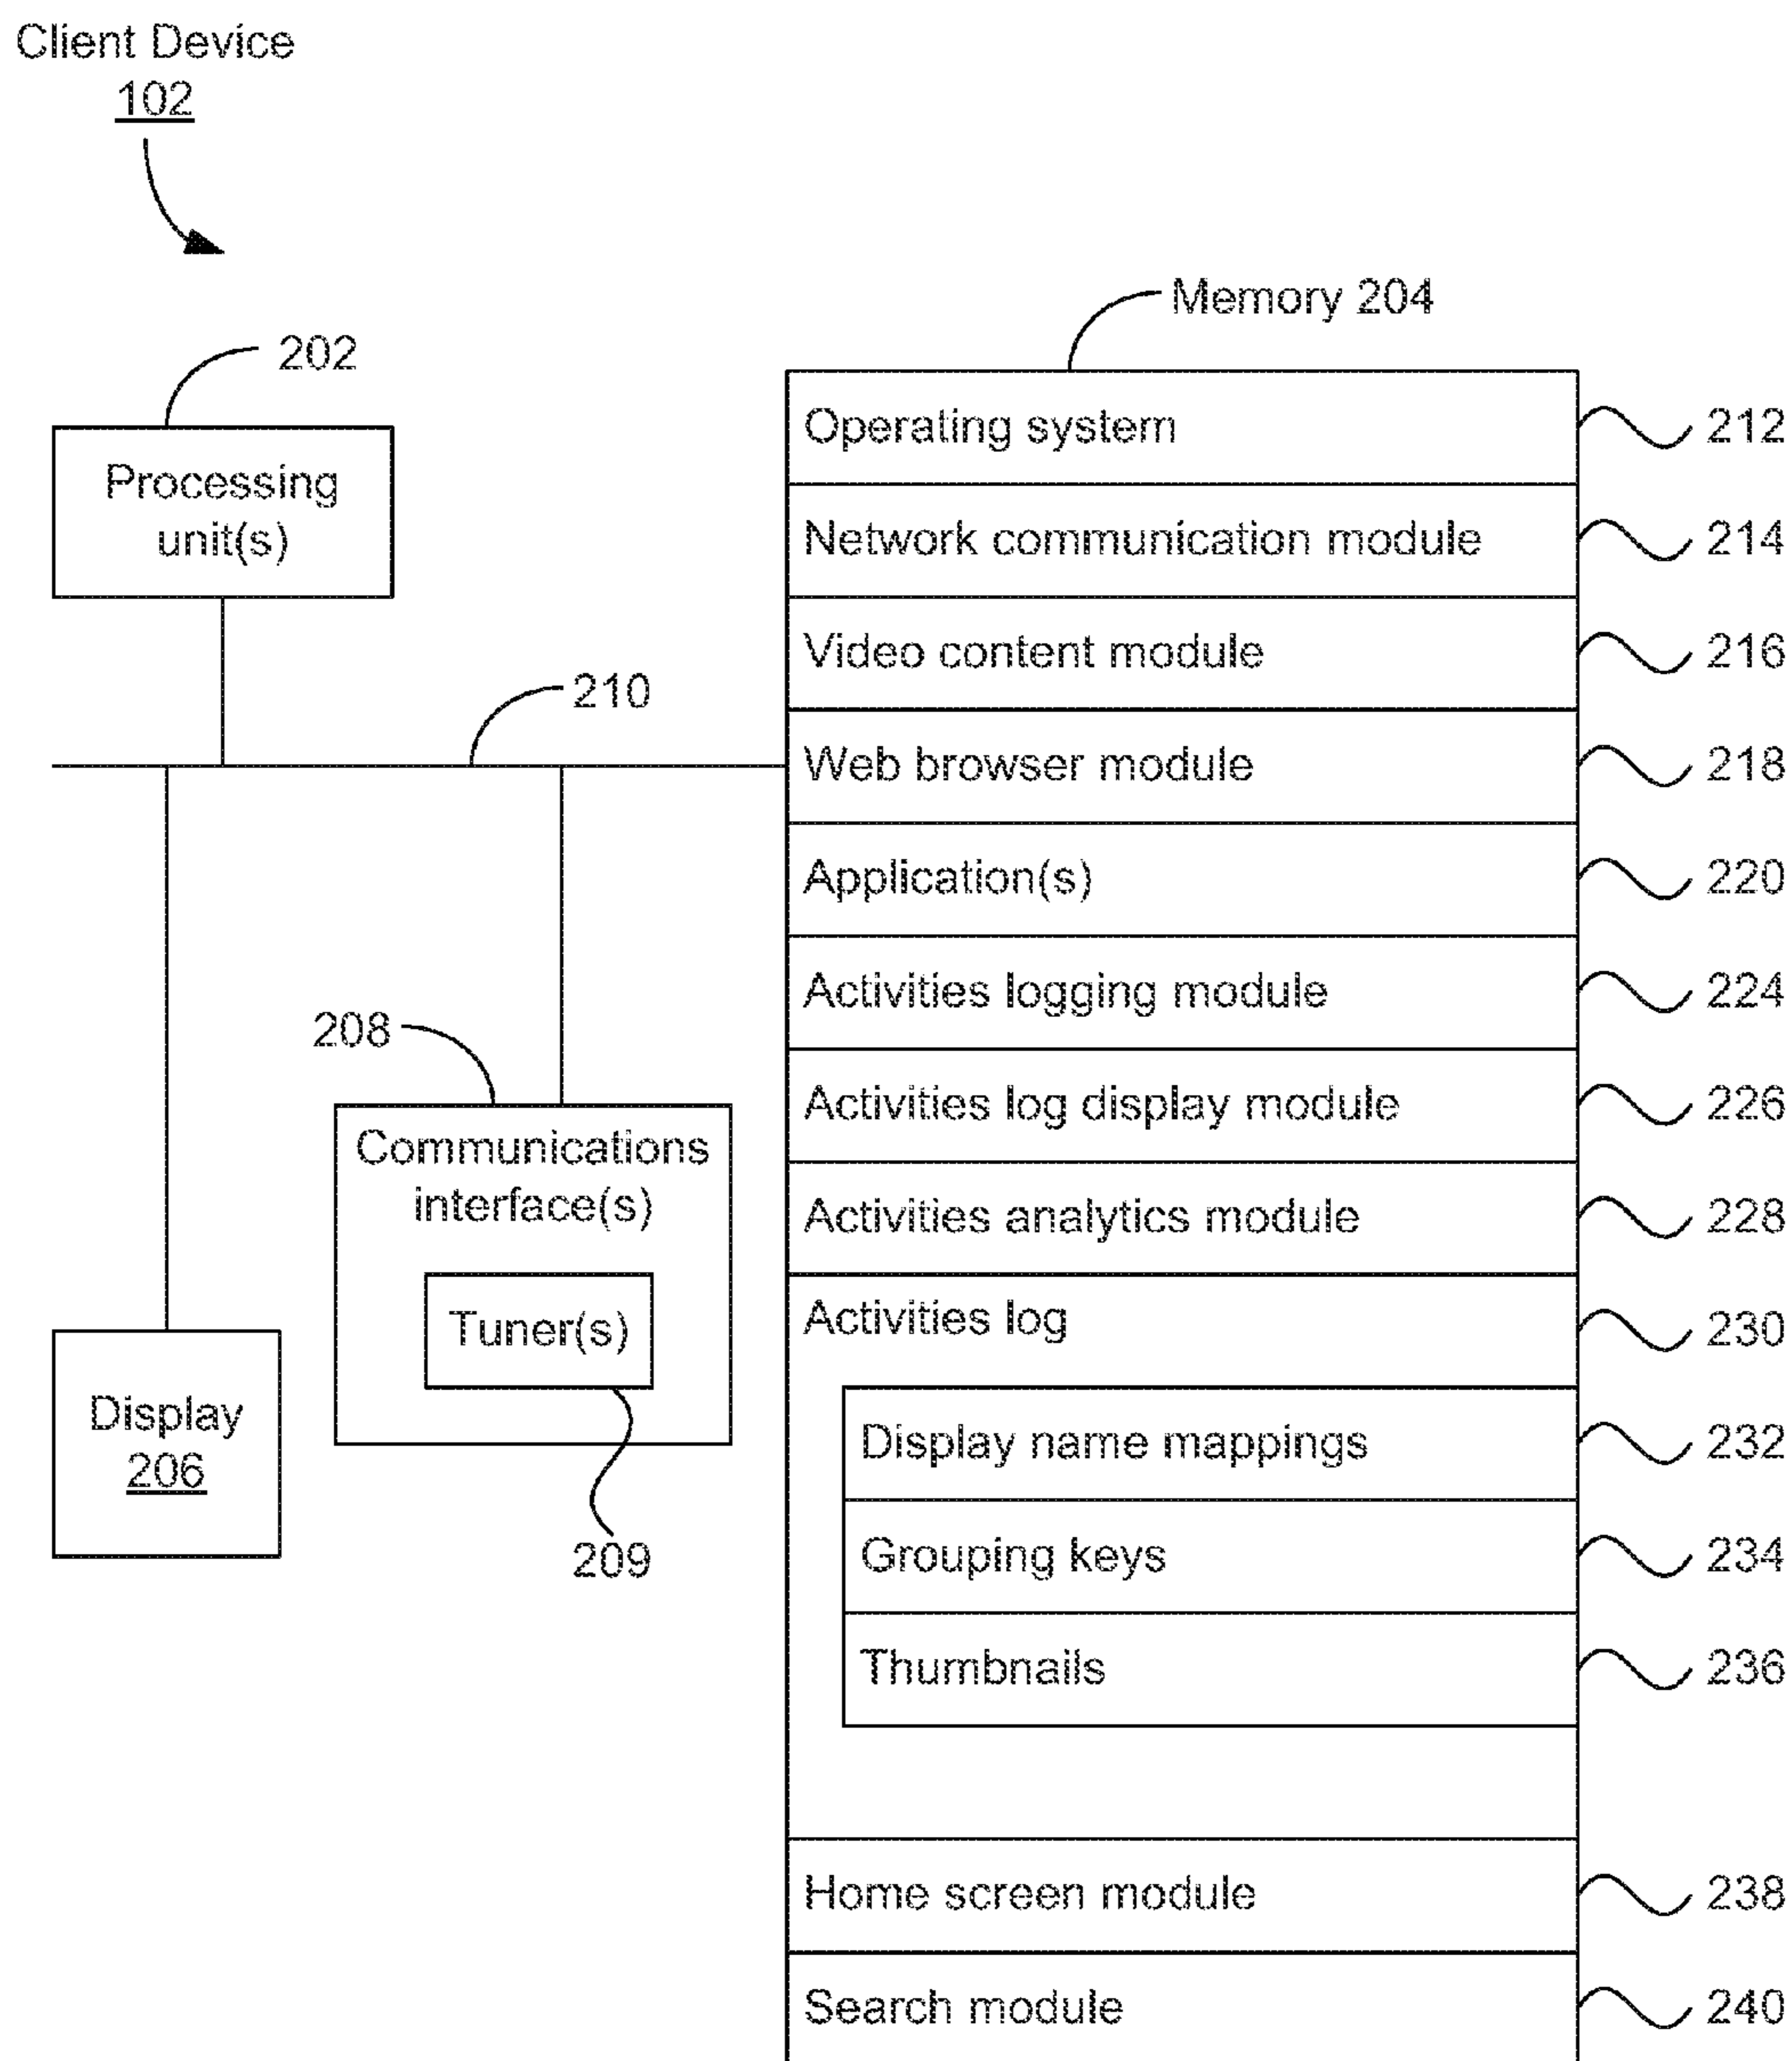 Client Device
102
Memory 204
202
Processing
unit(s)
210
208
Communications
interface(s)
Tuner(s)
209
Display
206
Operating system
212
Network communication module
214
Video content module
216
Web browser module
218
Application(s)
220
Activities logging module
224
Activities log display module
226
Activities analytics module
228
Activities log
230
Display name mappings
232
Grouping keys
234
Thumbnails
236
Home screen module
238
Search module
240